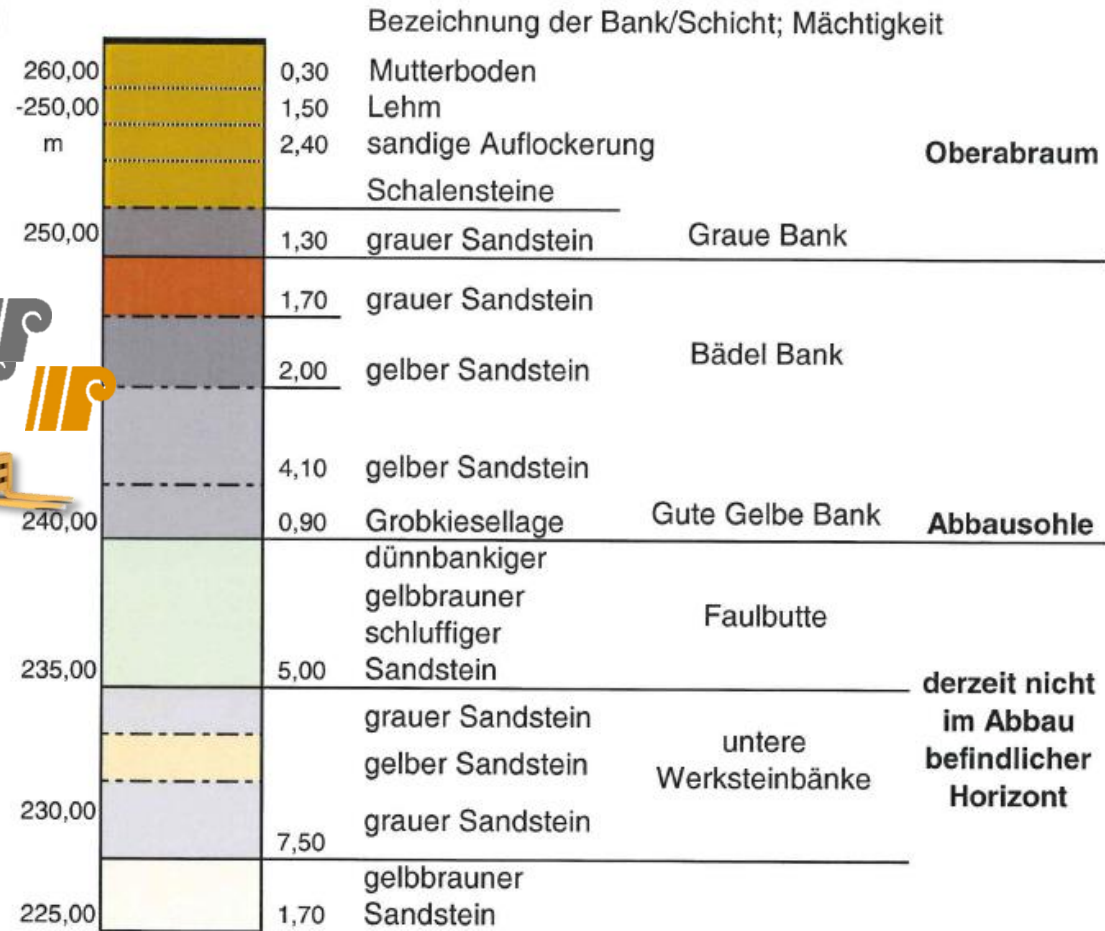 Bezeichnung der Bank/Schicht; Mächtigkeit
260,00 0,30 Mutterboden
-250,00 1,50 Lehm
m 2,40 sandige Auflockerung
Oberabraum
Schalensteine
250,00 1,30 grauer Sandstein Graue Bank
1,70 grauer Sandstein
Bädel Bank
2,00 gelber Sandstein
4,10 gelber Sandstein
240,00 0,90 Grobkiesellage Gute Gelbe Bank Abbausohle
dünnbankiger
gelbbrauner
schluffiger
Faulbutte
235,00 5,00 Sandstein
derzeit nicht
im Abbau
befindlicher
Horizont
grauer Sandstein
gelber Sandstein
untere
Werksteinbänke
230,00 grauer Sandstein
7,50
gelbbrauner
225,00 1,70 Sandstein